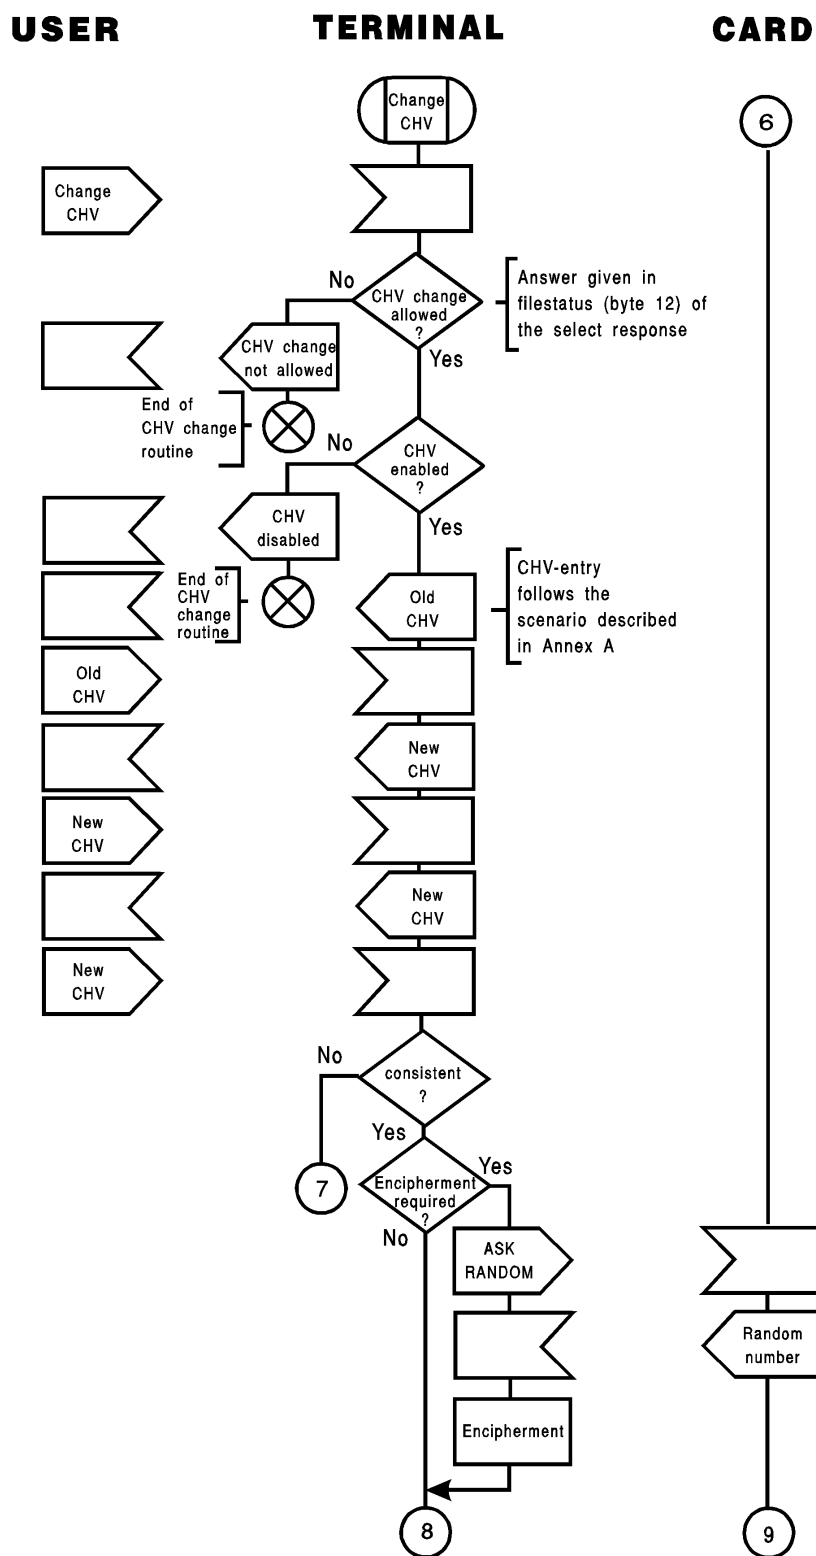 USER TERMINAL CARD
Change
CHV
6
Change
CHV
No
CHV change
allowed
?
Yes
Answer given in
filestatus (byte 12) of
the select response
CHV change
not allowed
End of
CHV change
routine
No
CHV
enabled
?
Yes
CHV
disabled
End of
CHV
change
routine
Old
CHV
CHV-entry
follows the
scenario described
in Annex A
Old
CHV
New
CHV
New
CHV
New
CHV
New
CHV
No
consistent
?
Yes
7
Encipherment
required
?
Yes
No
ASK
RANDOM
Random
number
Encipherment
8
9